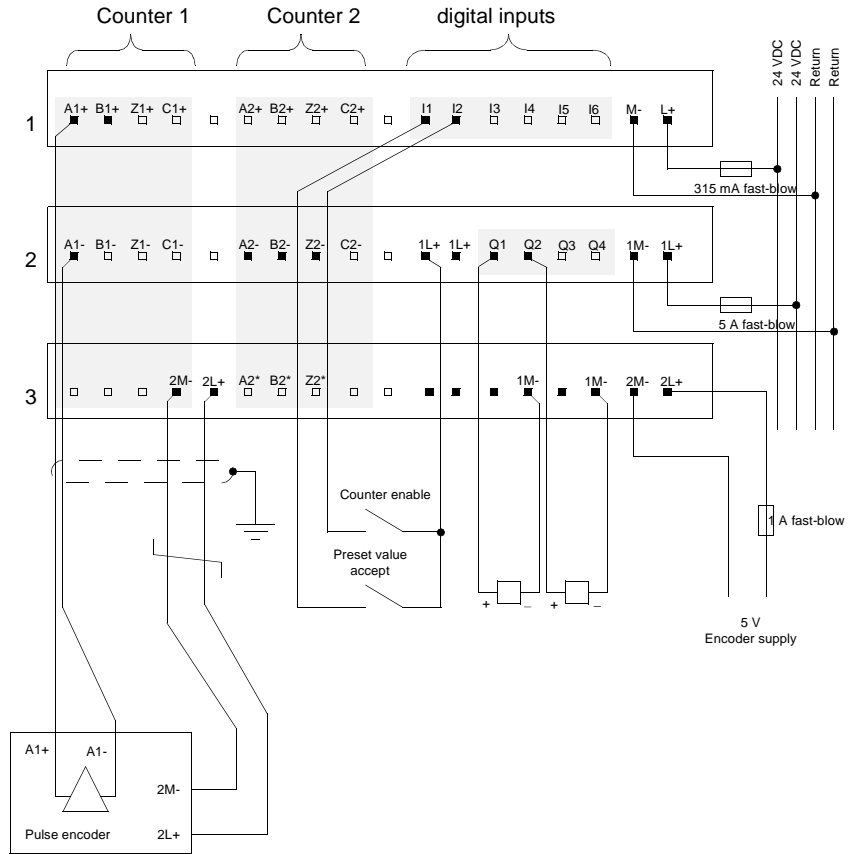 Counter 1 Counter 2 digital inputs
24 VDC
24 VDC
Return
Return
1
A1+ B1+ Z1+ C1+ A2+ B2+ Z2+ C2+ I1 I2 I3 I4 I5 I6 M- L+
315 mA fast-blow
2
A1- B1- Z1- C1- A2- B2- Z2- C2- 1L+ 1L+ Q1 Q2 Q3 Q4 1M- 1L+
5 A fast-blow
3
2M- 2L+ A2* B2* Z2* 1M- 1M- 2M- 2L+
Counter enable
1 A fast-blow
Preset value
accept
+ – + –
5 V
Encoder supply
A1+ A1-
2M-
Pulse encoder 2L+